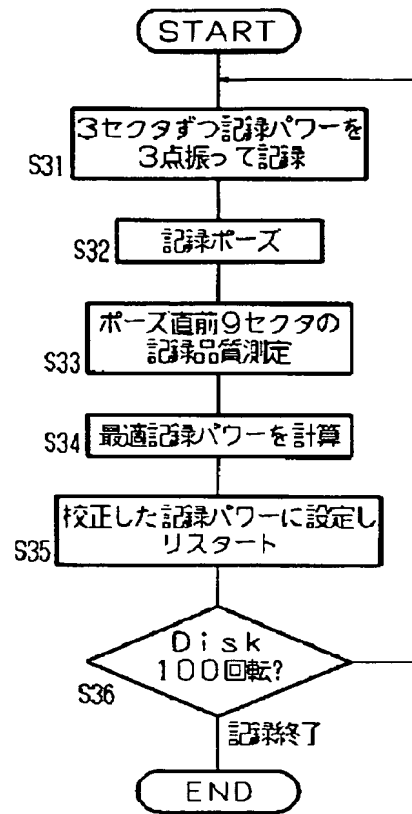 START
3セクタずつ記録パワーを
3点振って記録
S31
記録ポーズ
S32
ポーズ直前9セクタの
記録品質測定
S33
最適記録パワーを計算
S34
校正した記録パワーに設定し
リスタート
S35
Disk
100回転?
S36
記録終了
END